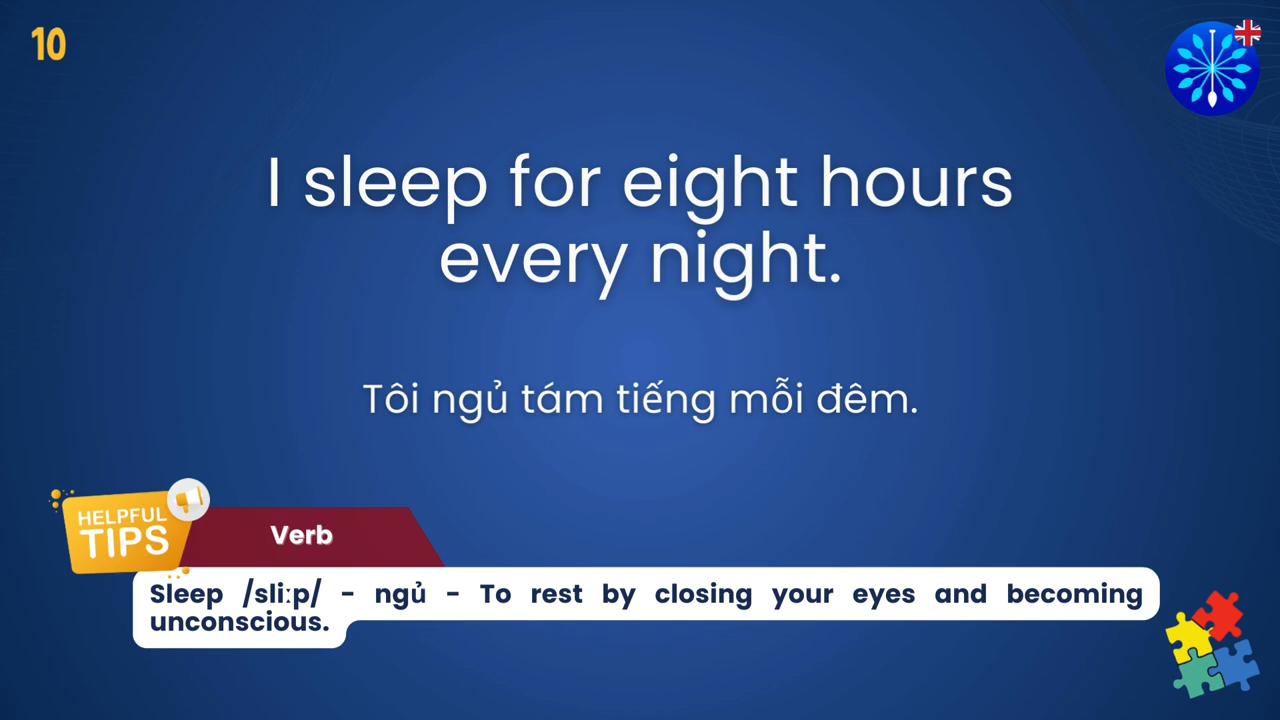 10
I sleep for eight hours
every night.
Tôi ngủ tám tiếng mỗi đêm.
HELPFUL
TIPS
Verb
Sleep /sliːp/ - ngủ - To rest by closing your eyes and becoming
unconscious.